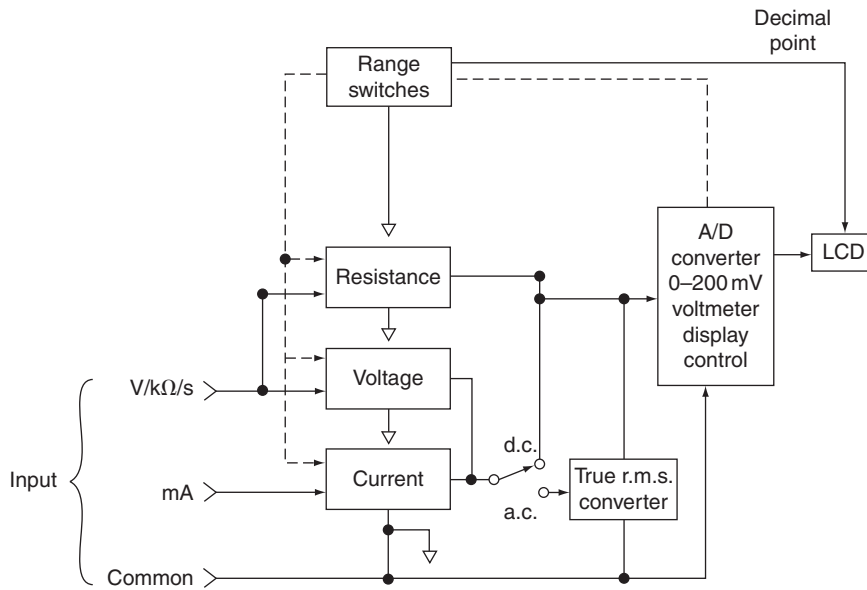 Decimal
point
Range
switches
A/D
converter
0–200 mV
voltmeter
display
control
LCD
Resistance
Voltage
V/kΩ/s
Input
d.c.
Current
True r.m.s.
converter
mA
a.c.
Common